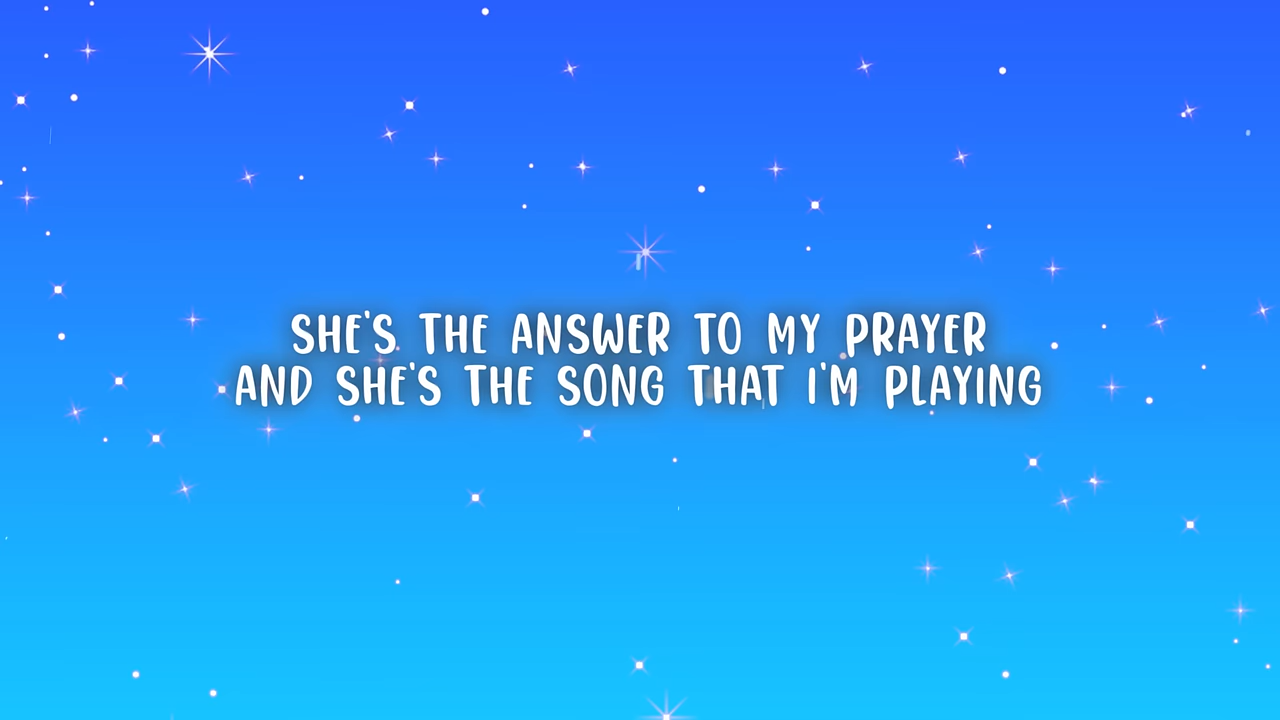 SHE'S THE ANSWER TO MY PRAYER
AND SHE'S THE SONG THAT I'M PLAYING